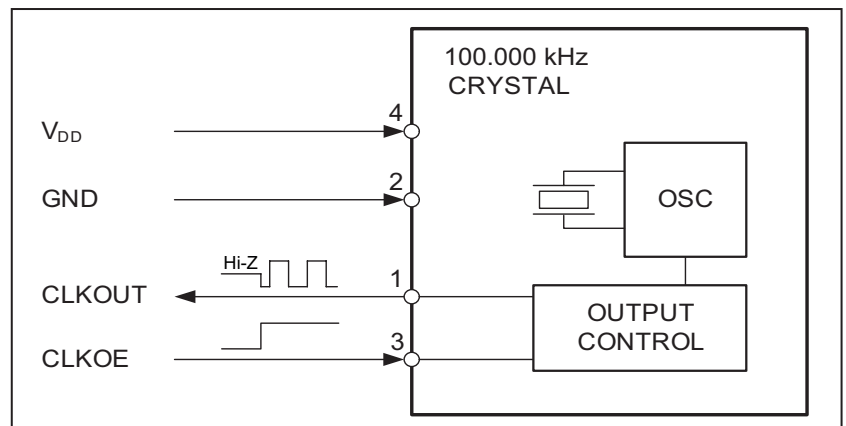 100.000 kHz
CRYSTAL
4
VDD
2
GND
OSC
Hi-Z
1
CLKOUT
OUTPUT
CONTROL
3
CLKOE